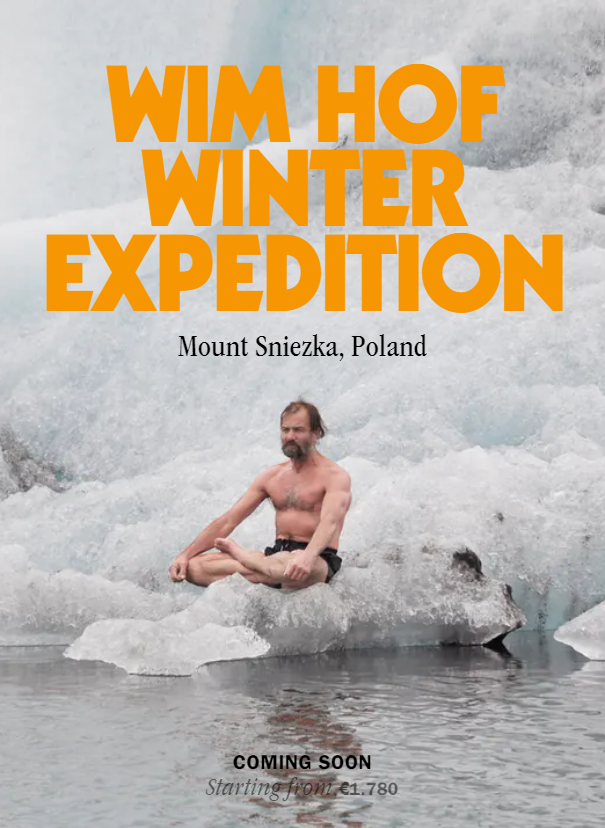 WIM HOF
WINTER
EXPEDITION
Mount Sniezka, Poland
COMING SOON
Starting from €1.780